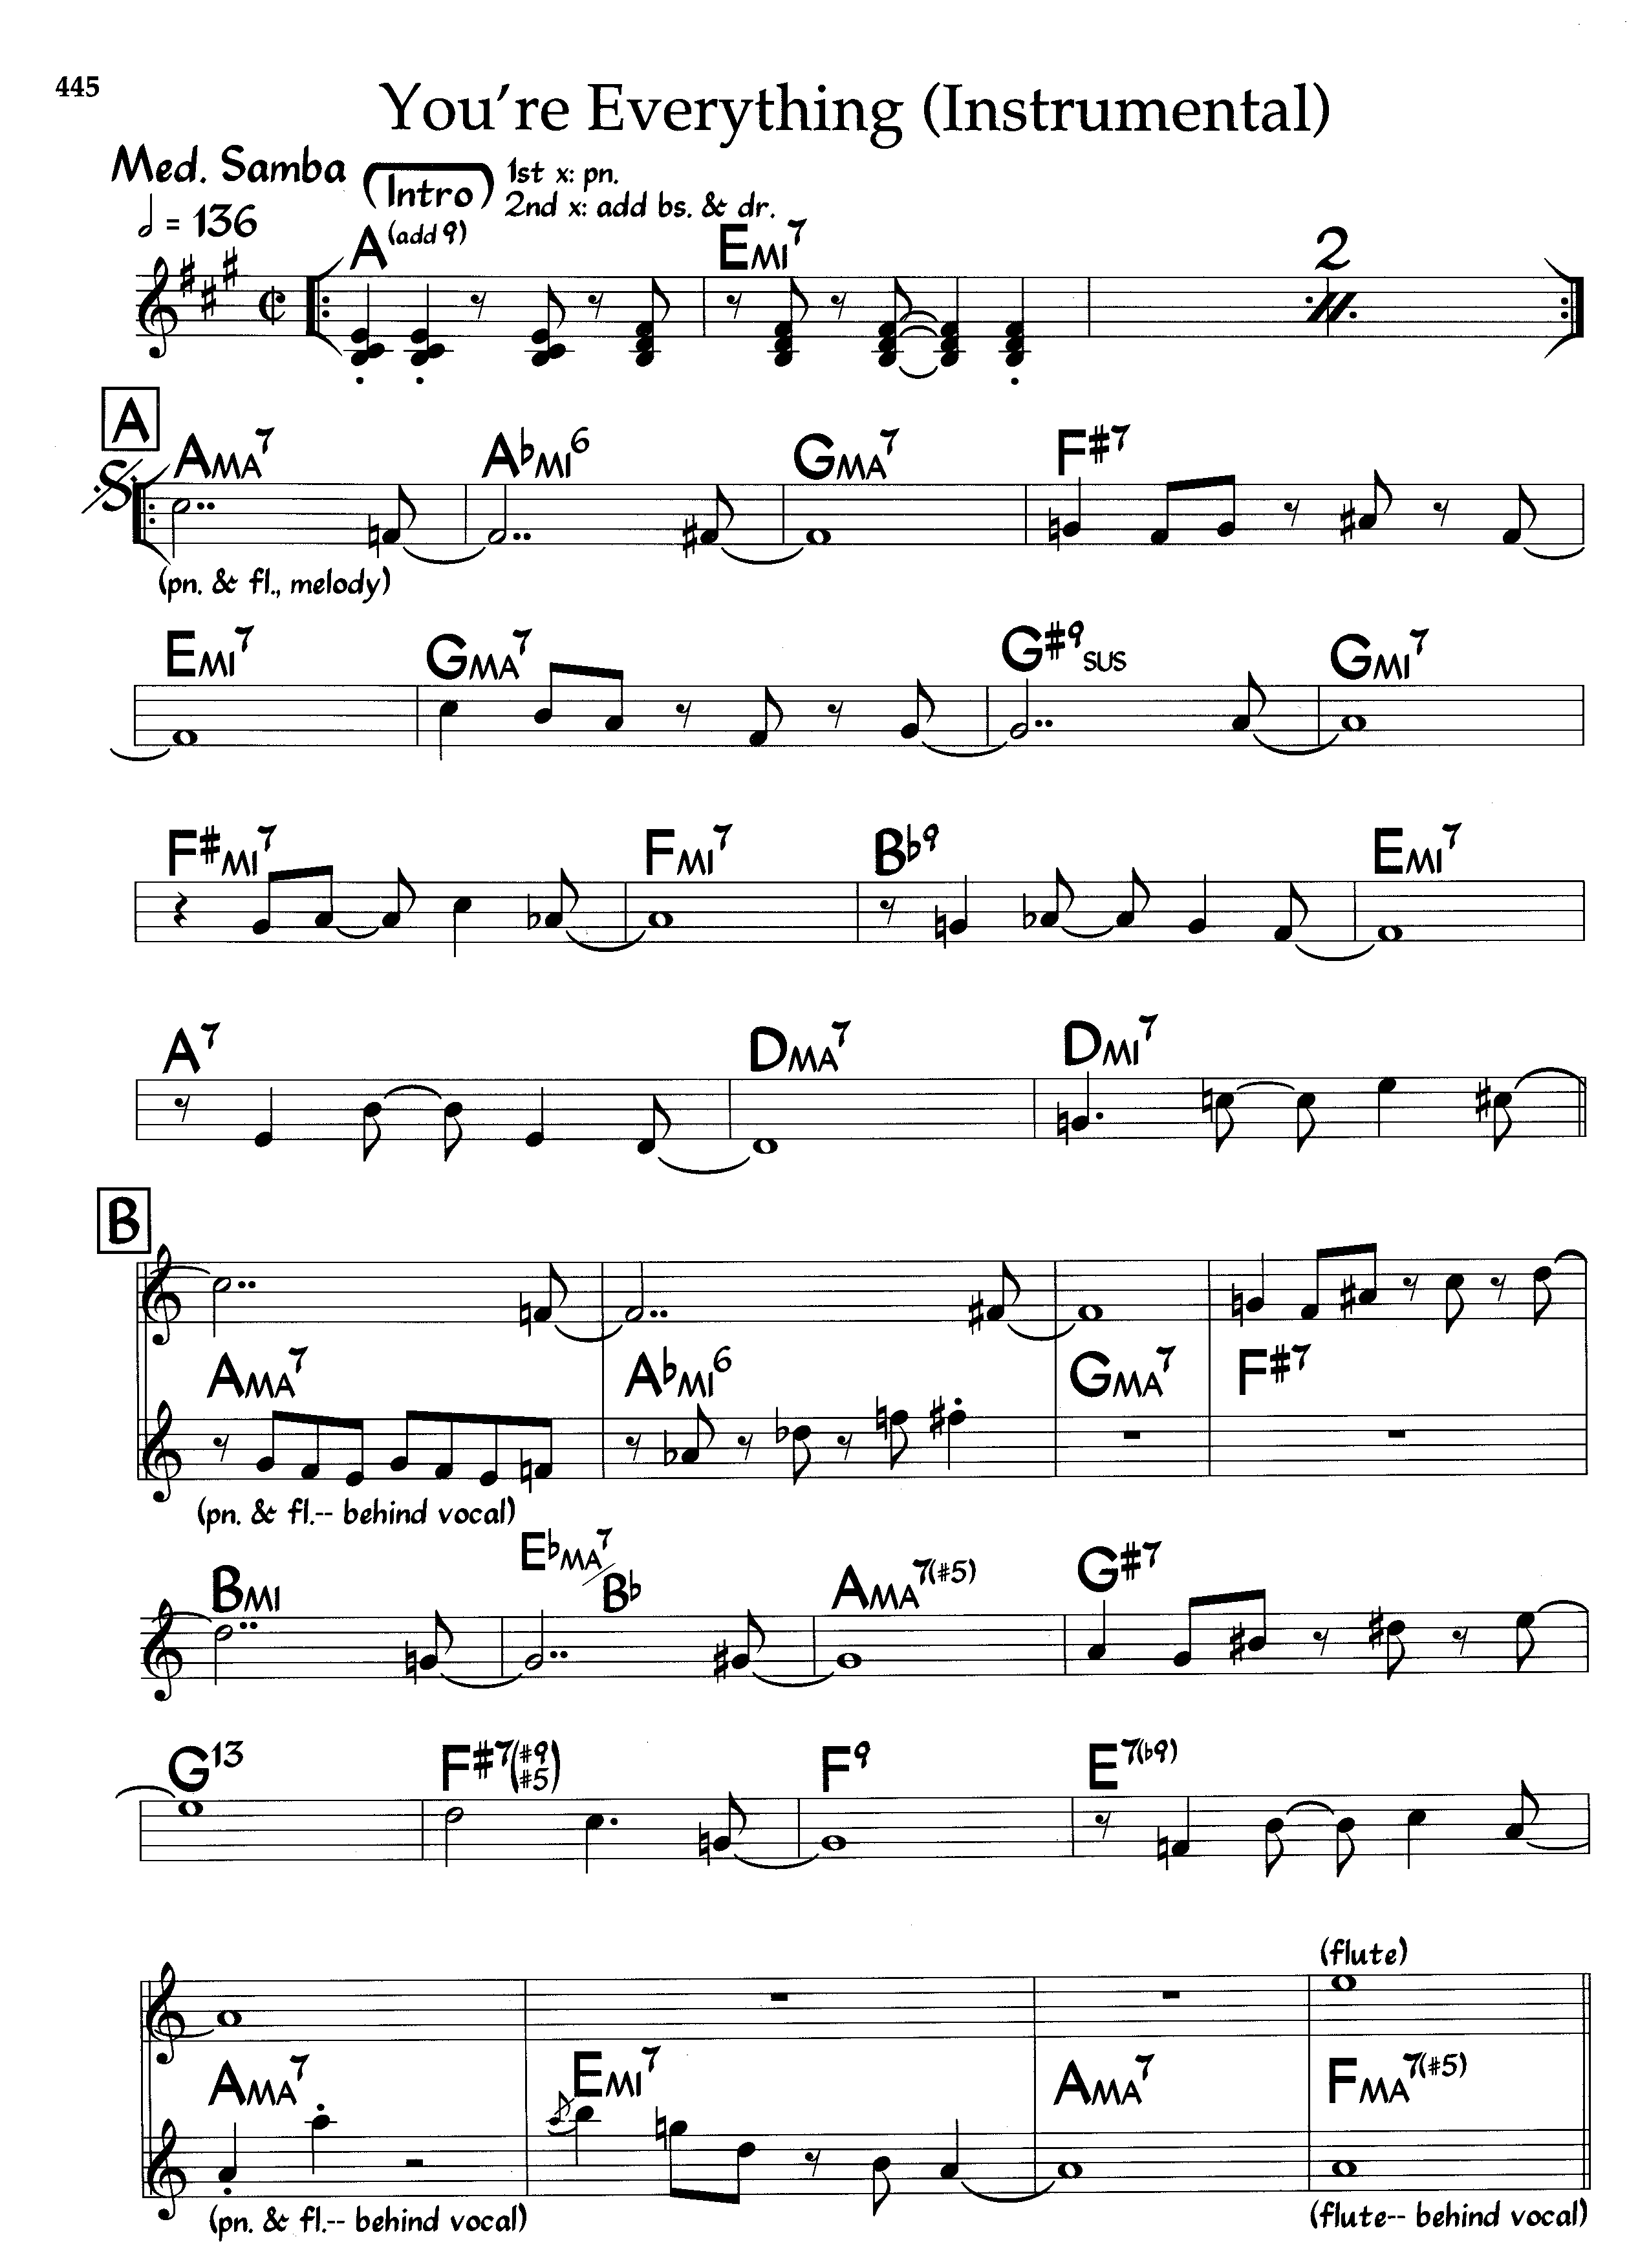 445
You're Everything (Instrumental)
Med. Samba
(Intro)
1st x: pn.
2nd x: add bs. & dr.
= 136
A(add 9) EMI7 2
A
AMA7 A♭MI6 GMA7 F#7
(pn. & fl., melody)
EMI7 GMA7 G#9SUS GMI7
F#MI7 FMI7 B♭9 EMI7
A7 DMA7 DMI7
B
AMA7 A♭MI6 GMA7 F#7
(pn. & fl.-- behind vocal)
BMI E♭MA7/B♭ AMA7(#5) G#7
G13 F#7(#9 #5) F9 E7(♭9)
(flute)
AMA7 EMI7 AMA7 FMA7(#5)
(pn. & fl.-- behind vocal) (flute-- behind vocal)